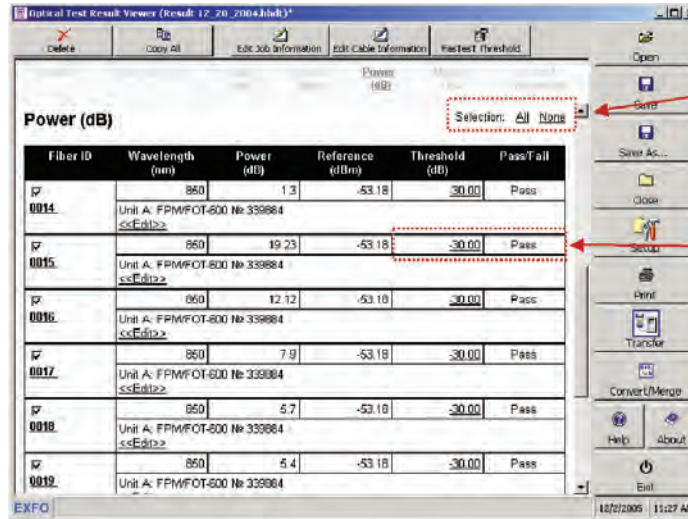 Optical Test Result Viewer (Result 12_20_2004.hbdt)*
Delete
Copy All
Edit Job Information
Edit Cable Information
FasTest Threshold
Power
(dB)
Power (dB)
Selection: All None
Fiber ID Wavelength (nm) Power (dB) Reference (dBm) Threshold (dB) Pass/Fail
850 1.3 -53.18 -30.00 Pass
0014
Unit A: FPM/FOT-600 № 339884
<<Edit>>
850 19.23 -53.18 -30.00 Pass
0015
Unit A: FPM/FOT-600 № 339884
<<Edit>>
850 12.12 -53.18 -30.00 Pass
0016
Unit A: FPM/FOT-600 № 339884
<<Edit>>
850 7.9 -53.18 -30.00 Pass
0017
Unit A: FPM/FOT-600 № 339884
<<Edit>>
850 5.7 -53.18 -30.00 Pass
0018
Unit A: FPM/FOT-600 № 339884
<<Edit>>
850 5.4 -53.18 -30.00 Pass
0019
Unit A: FPM/FOT-600 № 339884
Open
Save
Save As...
Close
Setup
Print
Transfer
Convert/Merge
Help
About
Exit
EXFO
12/2/2005 11:27 AM